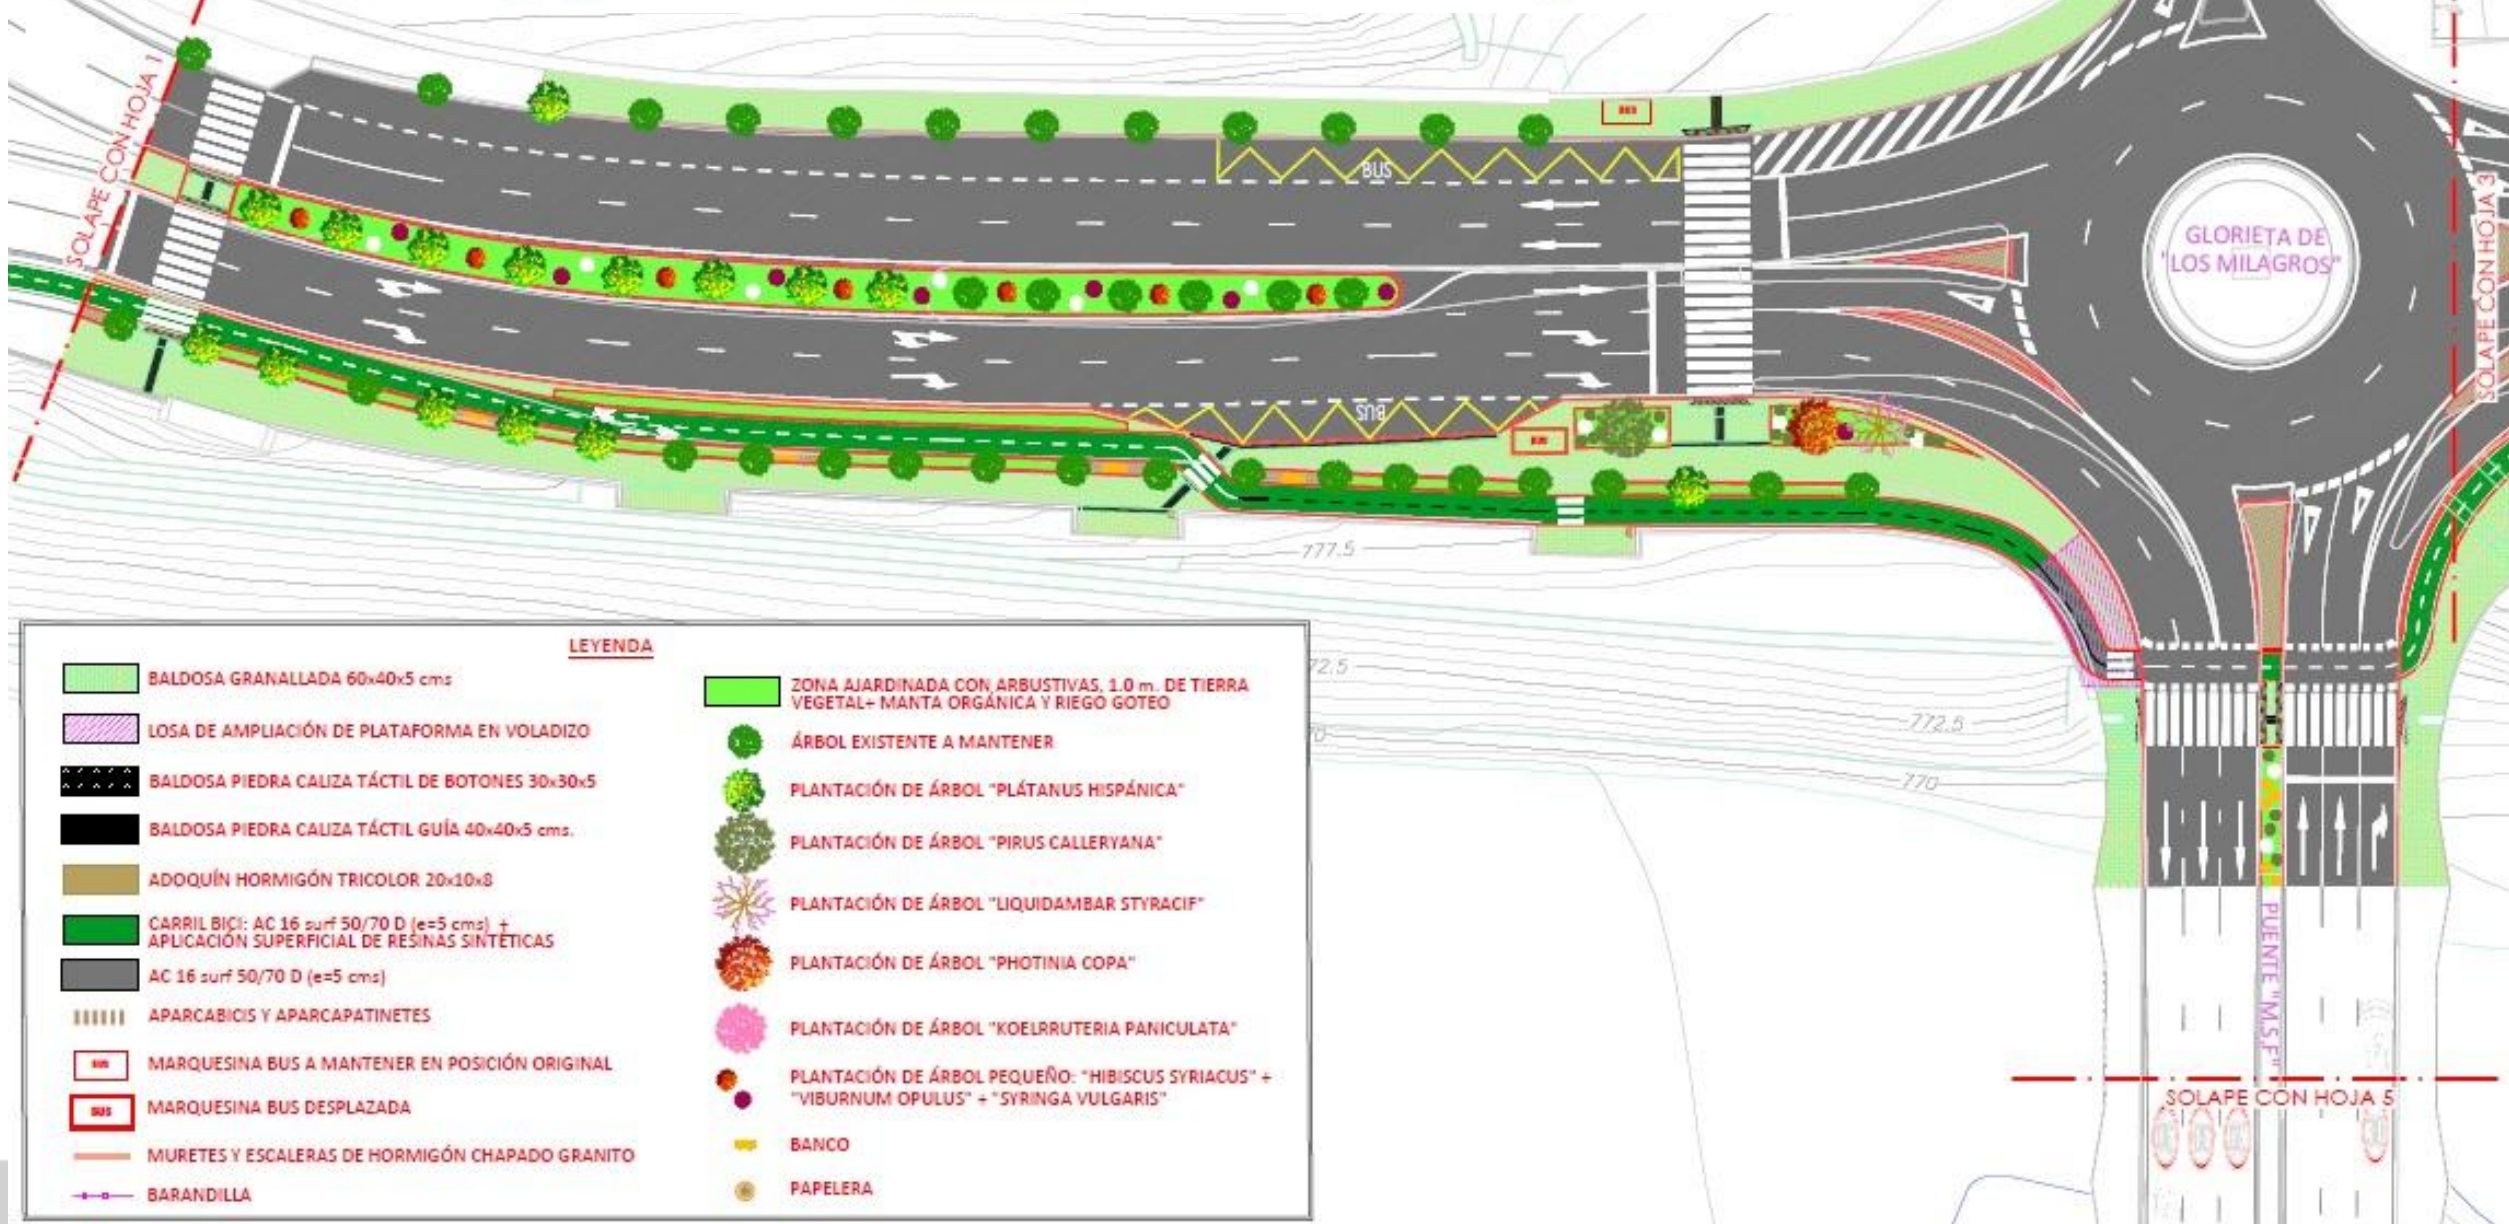 SOLAPE CON HOJA 1
BUS
BUS
BUS
BUS
GLORIETA DE
"LOS MILAGROS"
SOLAPE CON HOJA 3
777.5
72.5
772.5
770
PUENTE "M.S.F"
SOLAPE CON HOJA 5
LEYENDA
BALDOSA GRANALLADA 60x40x5 cms
LOSA DE AMPLIACIÓN DE PLATAFORMA EN VOLADIZO
BALDOSA PIEDRA CALIZA TÁCTIL DE BOTONES 30x30x5
BALDOSA PIEDRA CALIZA TÁCTIL GUÍA 40x40x5 cms.
ADOQUÍN HORMIGÓN TRICOLOR 20x10x8
CARRIL BICI: AC 16 surf 50/70 D (e=5 cms) +
APLICACIÓN SUPERFICIAL DE RESINAS SINTÉTICAS
AC 16 surf 50/70 D (e=5 cms)
APARCABICIS Y APARCAPATINETES
BUS
MARQUESINA BUS A MANTENER EN POSICIÓN ORIGINAL
BUS
MARQUESINA BUS DESPLAZADA
MURETES Y ESCALERAS DE HORMIGÓN CHAPADO GRANITO
BARANDILLA
ZONA AJARDINADA CON ARBUSTIVAS, 1.0 m. DE TIERRA
VEGETAL+ MANTA ORGÁNICA Y RIEGO GOTEO
ÁRBOL EXISTENTE A MANTENER
PLANTACIÓN DE ÁRBOL "PLÁTANUS HISPÁNICA"
PLANTACIÓN DE ÁRBOL "PIRUS CALLERYANA"
PLANTACIÓN DE ÁRBOL "LIQUIDAMBAR STYRACIF"
PLANTACIÓN DE ÁRBOL "PHOTINIA COPA"
PLANTACIÓN DE ÁRBOL "KOELRRUTERIA PANICULATA"
PLANTACIÓN DE ÁRBOL PEQUEÑO: "HIBISCUS SYRIACUS" +
"VIBURNUM OPULUS" + "SYRINGA VULGARIS"
BANCO
PAPELERA